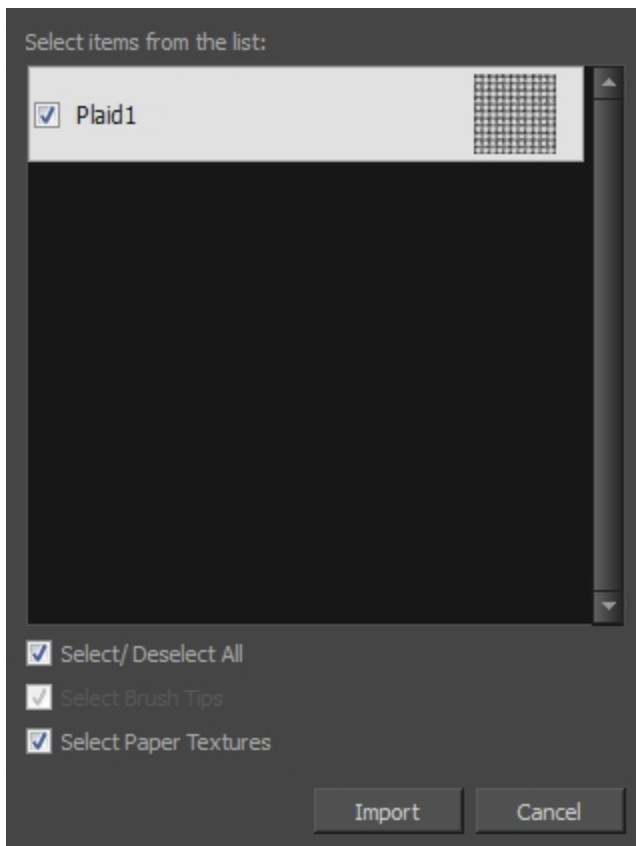 Select items from the list:
Plaid1
Select/ Deselect All
Select Brush Tips
Select Paper Textures
Import Cancel